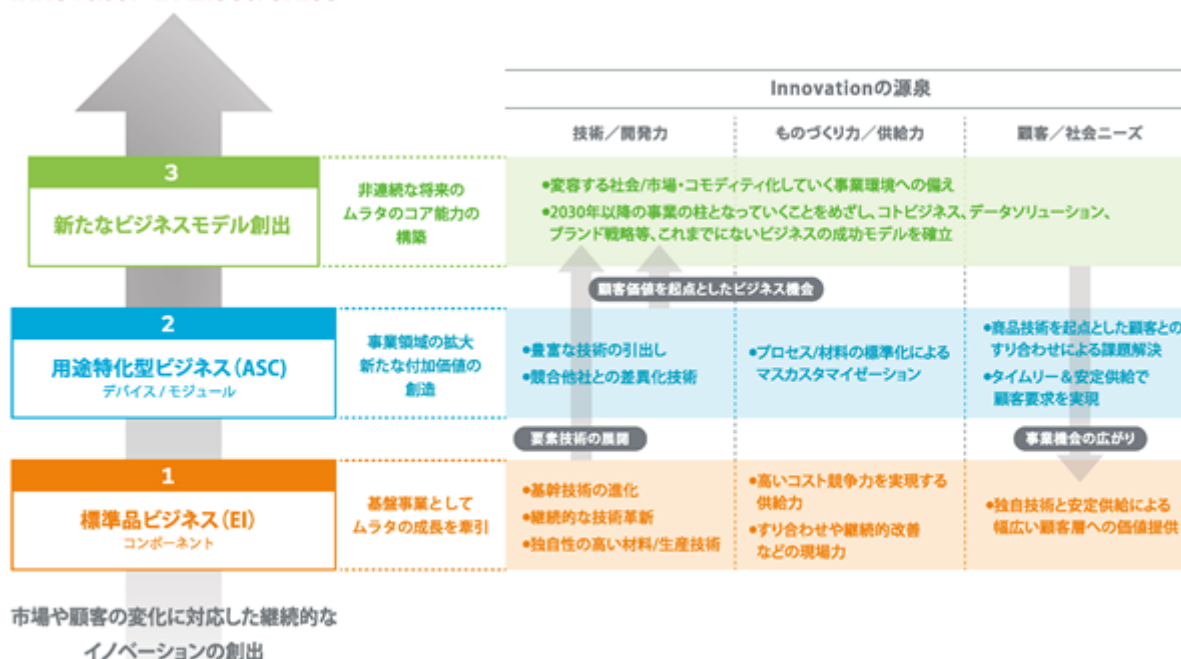 Innovationの源泉
技術／開発力
ものづくり力／供給力
顧客／社会ニーズ
3
新たなビジネスモデル創出
非連続な将来の
ムラタのコア能力の
構築
●変容する社会/市場・コモディティ化していく事業環境への備え
●2030年以降の事業の柱となっていくことをめざし、コトビジネス、データソリューション、
ブランド戦略等、これまでにないビジネスの成功モデルを確立
顧客価値を起点としたビジネス機会
2
用途特化型ビジネス（ASC）
デバイス / モジュール
事業領域の拡大
新たな付加価値の
創造
●豊富な技術の引出し
●競合他社との差異化技術
●プロセス/材料の標準化による
マスカスタマイゼーション
●商品技術を起点とした顧客との
すり合わせによる課題解決
●タイムリー＆安定供給で
顧客要求を実現
要素技術の展開
事業機会の広がり
1
標準品ビジネス（EI）
コンポーネント
基盤事業として
ムラタの成長を牽引
●基幹技術の進化
●継続的な技術革新
●独自性の高い材料/生産技術
●高いコスト競争力を実現する
供給力
●すり合わせや継続的改善
などの現場力
●独自技術と安定供給による
幅広い顧客層への価値提供
市場や顧客の変化に対応した継続的な
イノベーションの創出